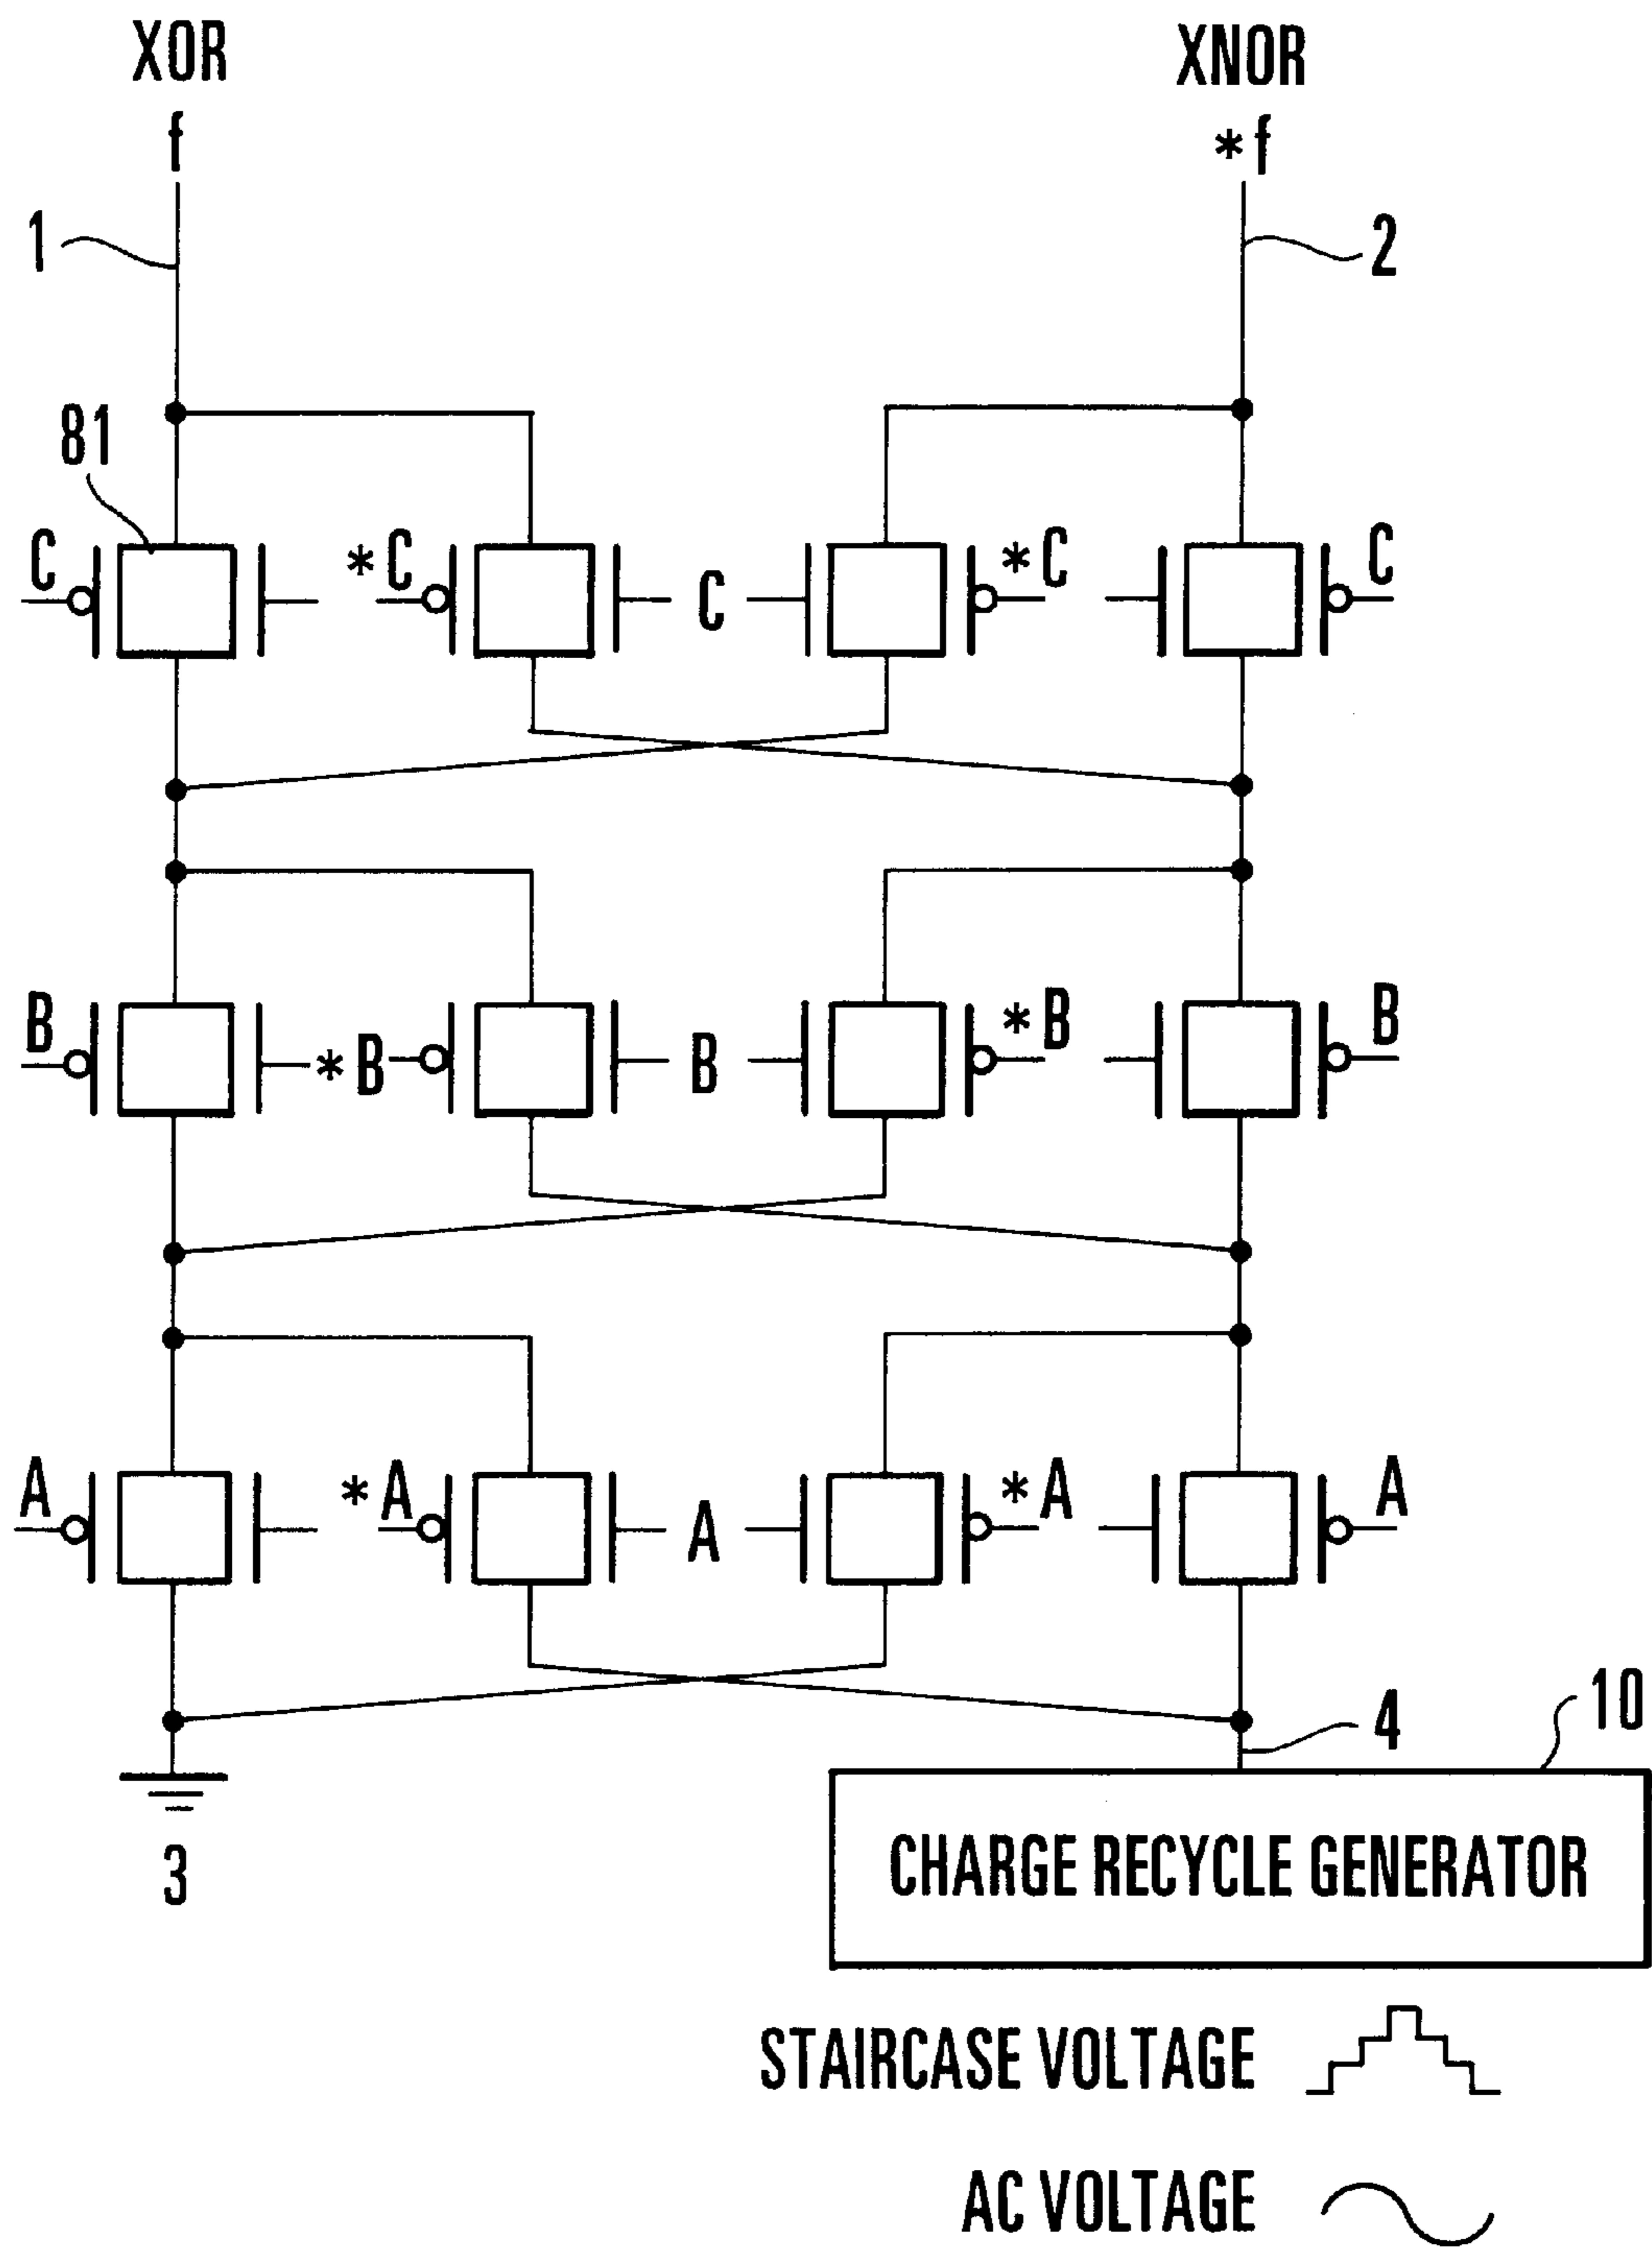 XOR XNOR
f *f
1 2
81
C *C C *C C
B *B B *B B
A *A A *A A
10
4
3
CHARGE RECYCLE GENERATOR
STAIRCASE VOLTAGE
AC VOLTAGE